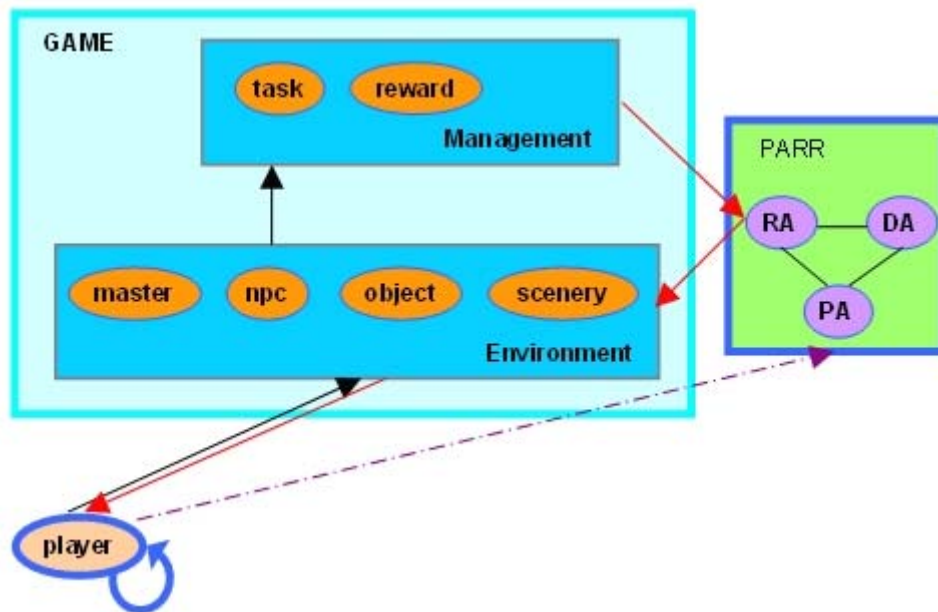 GAME
task reward
Management
PARR
RA DA
PA
master npc object scenery
Environment
player